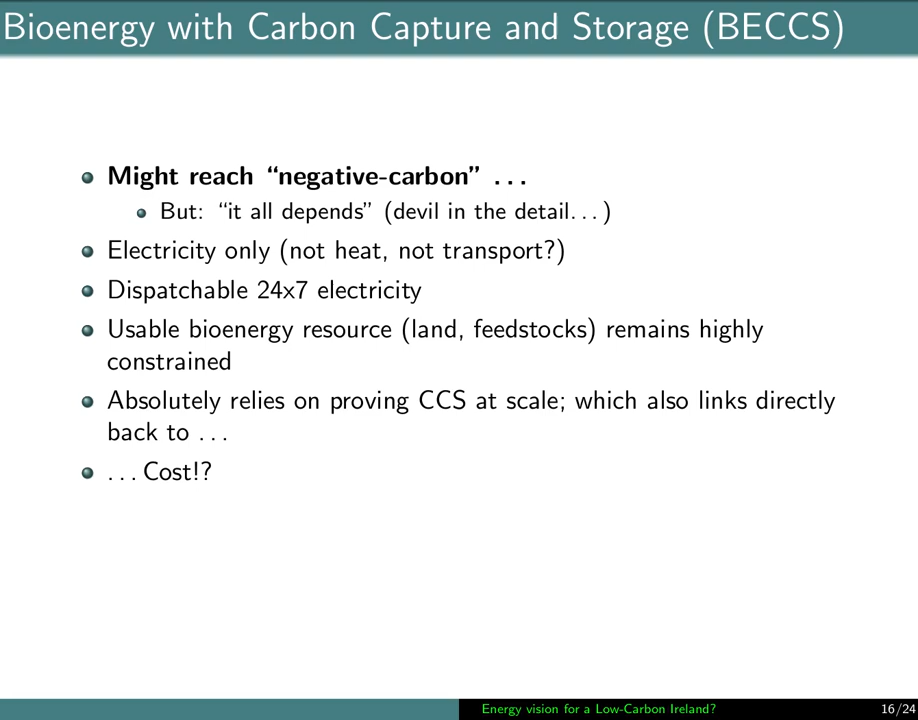 Bioenergy with Carbon Capture and Storage (BECCS)
Might reach “negative-carbon” . . .
But: “it all depends” (devil in the detail. . . )
Electricity only (not heat, not transport?)
Dispatchable 24x7 electricity
Usable bioenergy resource (land, feedstocks) remains highly
constrained
Absolutely relies on proving CCS at scale; which also links directly
back to . . .
. . . Cost!?
Energy vision for a Low-Carbon Ireland?
16/24